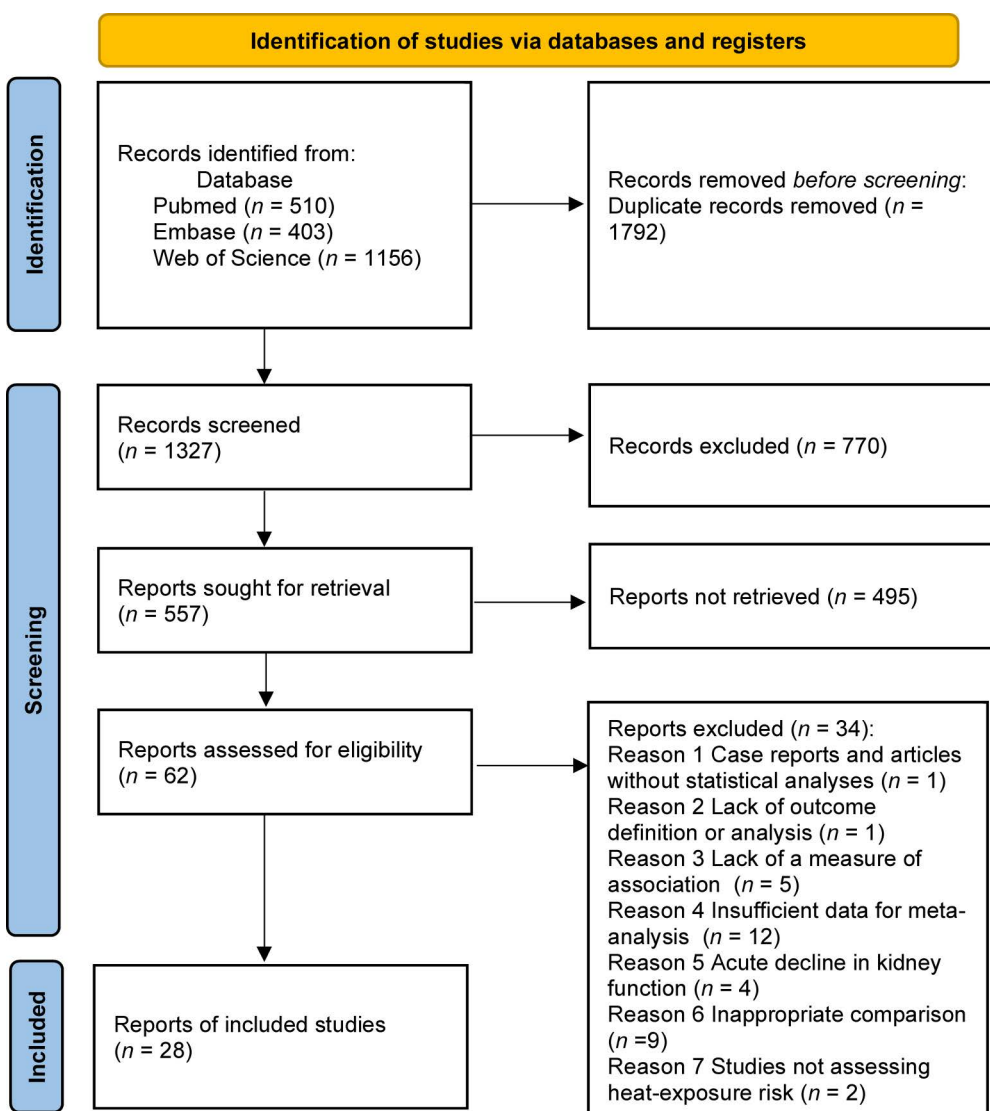 Identification of studies via databases and registers
Identification
Records identified from:
Database
Pubmed (n = 510)
Embase (n = 403)
Web of Science (n = 1156)
Records removed before screening:
Duplicate records removed (n =
1792)
Screening
Records screened
(n = 1327)
Records excluded (n = 770)
Reports sought for retrieval
(n = 557)
Reports not retrieved (n = 495)
Reports assessed for eligibility
(n = 62)
Reports excluded (n = 34):
Reason 1 Case reports and articles
without statistical analyses (n = 1)
Reason 2 Lack of outcome
definition or analysis (n = 1)
Reason 3 Lack of a measure of
association  (n = 5)
Reason 4 Insufficient data for meta-
analysis  (n = 12)
Reason 5 Acute decline in kidney
function (n = 4)
Reason 6 Inappropriate comparison
(n =9)
Reason 7 Studies not assessing
heat-exposure risk (n = 2)
Included
Reports of included studies
(n = 28)